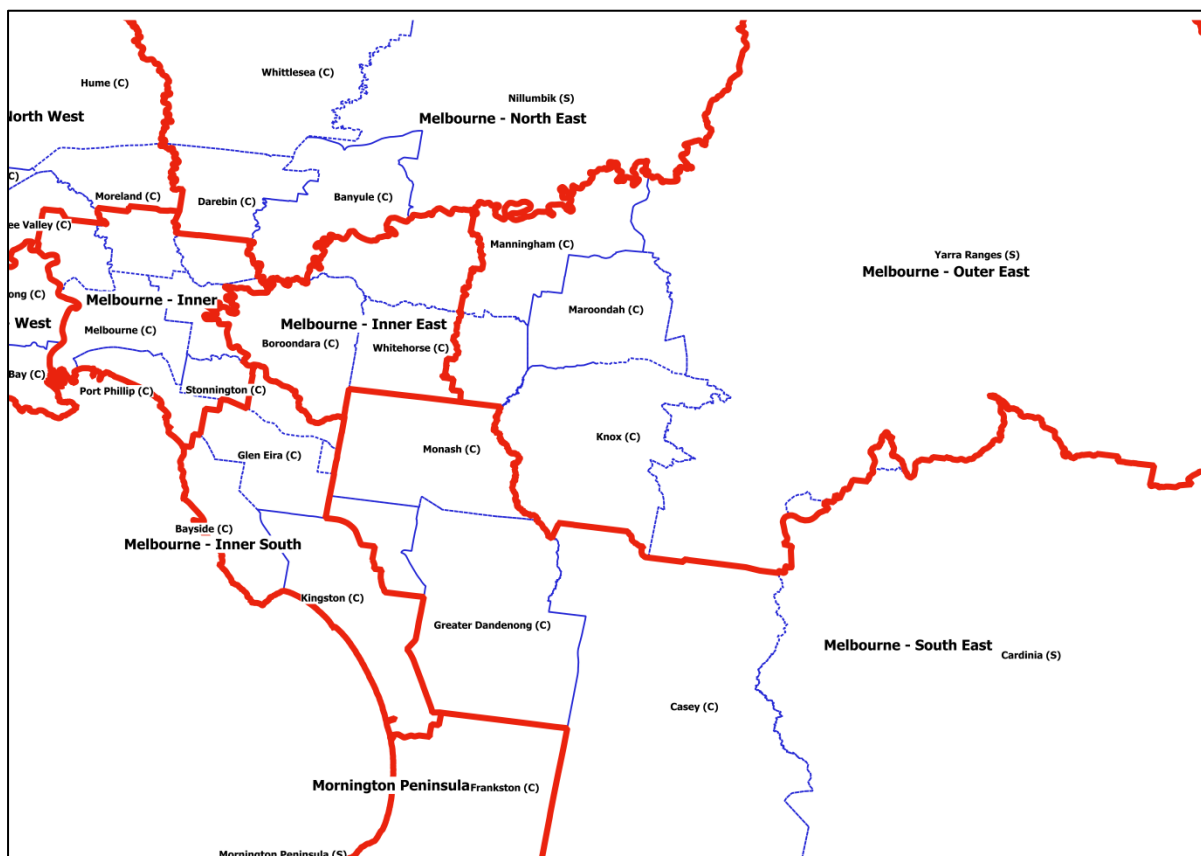 Whittlesea (C)
Hume (C)
Nillumbik (S)
North West
Melbourne - North East
C)
Moreland (C)
Banyule (C)
Darebin (C)
ee Valley (C)
Manningham (C)
Yarra Ranges (S)
Melbourne - Outer East
ong (C)
Melbourne - Inner
Maroondah (C)
West
Melbourne (C)
Melbourne - Inner East
Boroondara (C)
Whitehorse (C)
Bay (C)
Port Phillip (C)
Stonnington (C)
Knox (C)
Monash (C)
Glen Eira (C)
Bayside (C)
Melbourne - Inner South
Kingston (C)
Greater Dandenong (C)
Melbourne - South East
Cardinia (S)
Casey (C)
Mornington Peninsula
Frankston (C)
Mornington Peninsula (S)